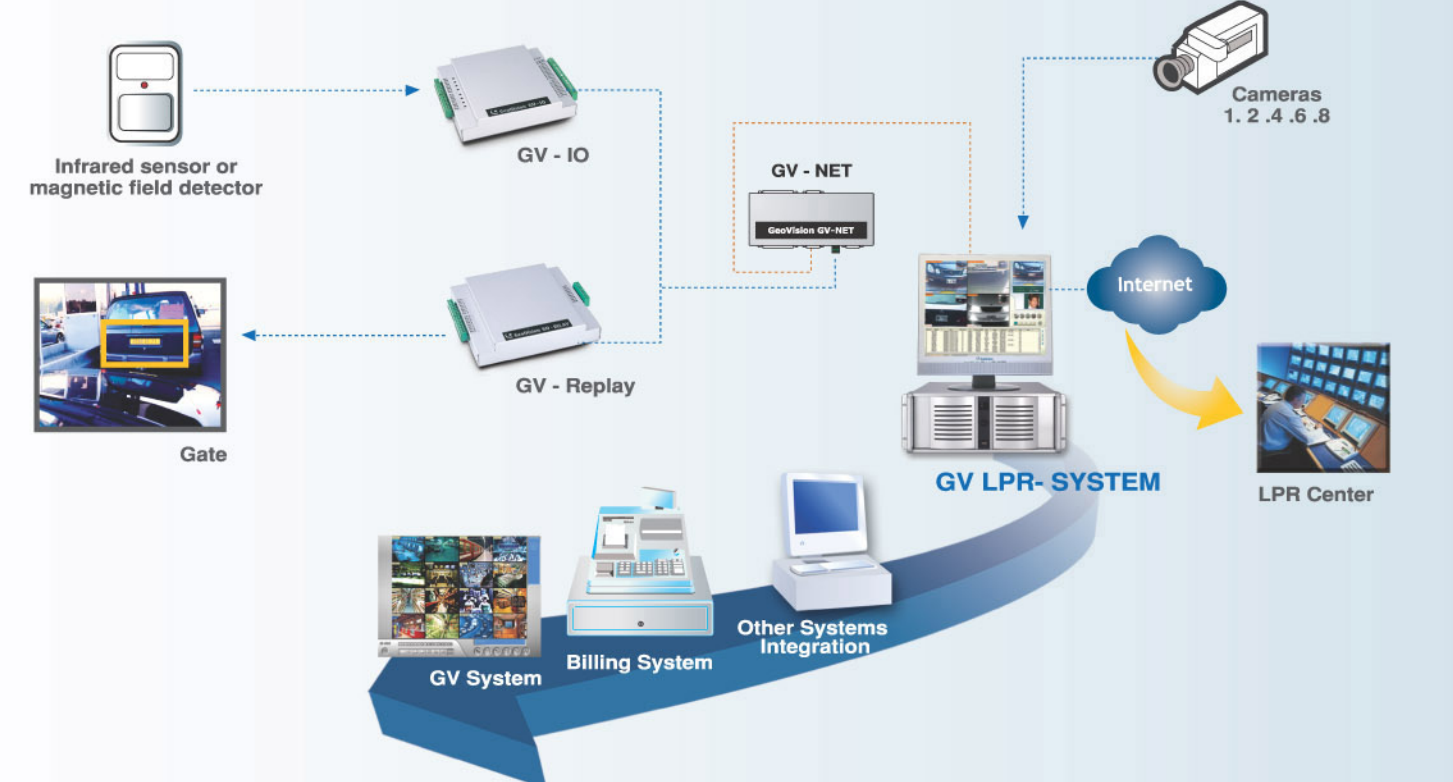 Infrared sensor or
magnetic field detector
GV - IO
GV - NET
GeoVision GV-NET
Cameras
1. 2 .4 .6 .8
Internet
Gate
GV - Replay
GV LPR- SYSTEM
LPR Center
Other Systems
Integration
Billing System
GV System